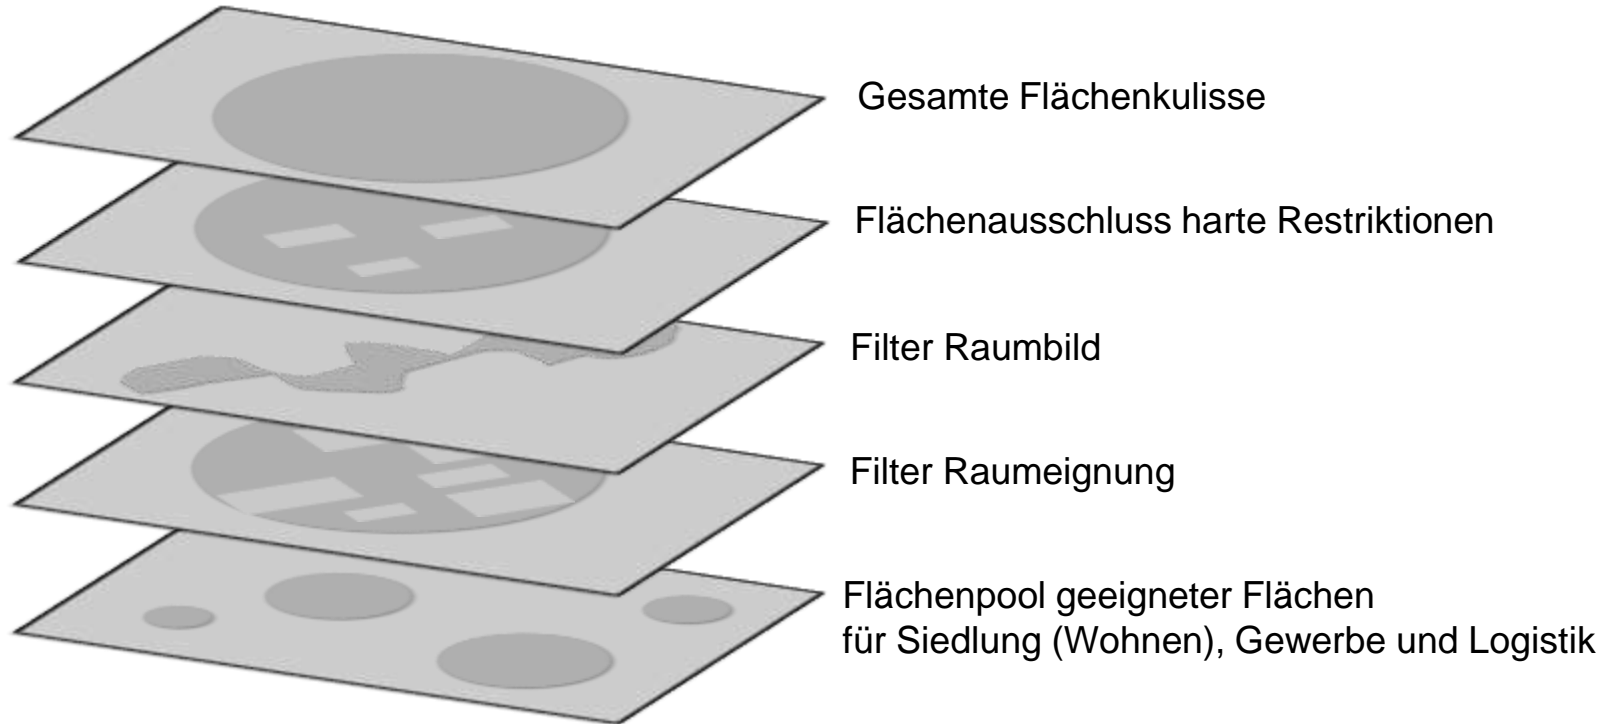 Gesamte Flächenkulisse
Flächenausschluss harte Restriktionen
Filter Raumbild
Filter Raumeignung
Flächenpool geeigneter Flächen
für Siedlung (Wohnen), Gewerbe und Logistik